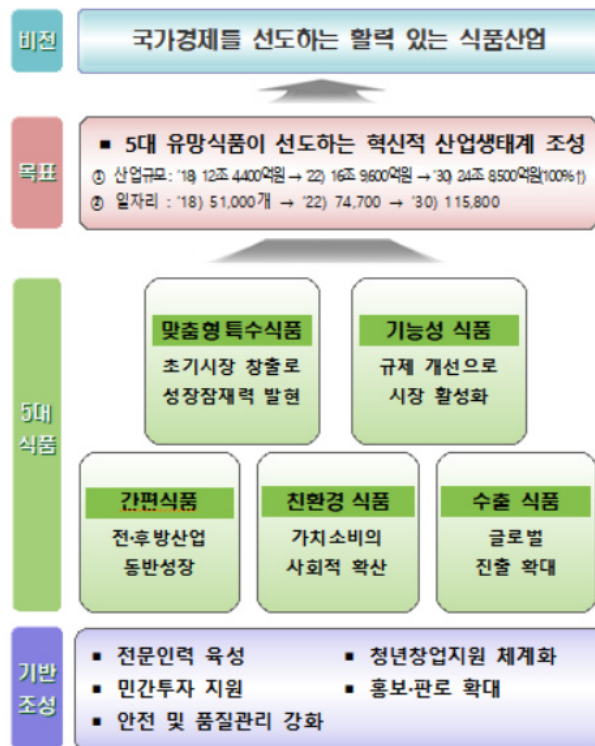 비전
국가경제를 선도하는 활력 있는 식품산업
목표
▪ 5대 유망식품이 선도하는 혁신적 산업생태계 조성
① 산업규모 : ’18) 12조 4,400억원 → ’22) 16조 9,600억원 → ’30) 24조 8,500억원(100%↑)
② 일자리 : ’18) 51,000개 → ’22) 74,700 → ’30) 115,800
5대
식품
맞춤형 특수식품
초기시장 창출로
성장잠재력 발현
기능성 식품
규제 개선으로
시장 활성화
간편식품
전·후방산업
동반성장
친환경 식품
가치소비의
사회적 확산
수출 식품
글로벌
진출 확대
기반
조성
▪ 전문인력 육성
▪ 청년창업지원 체계화
▪ 민간투자 지원
▪ 홍보·판로 확대
▪ 안전 및 품질관리 강화